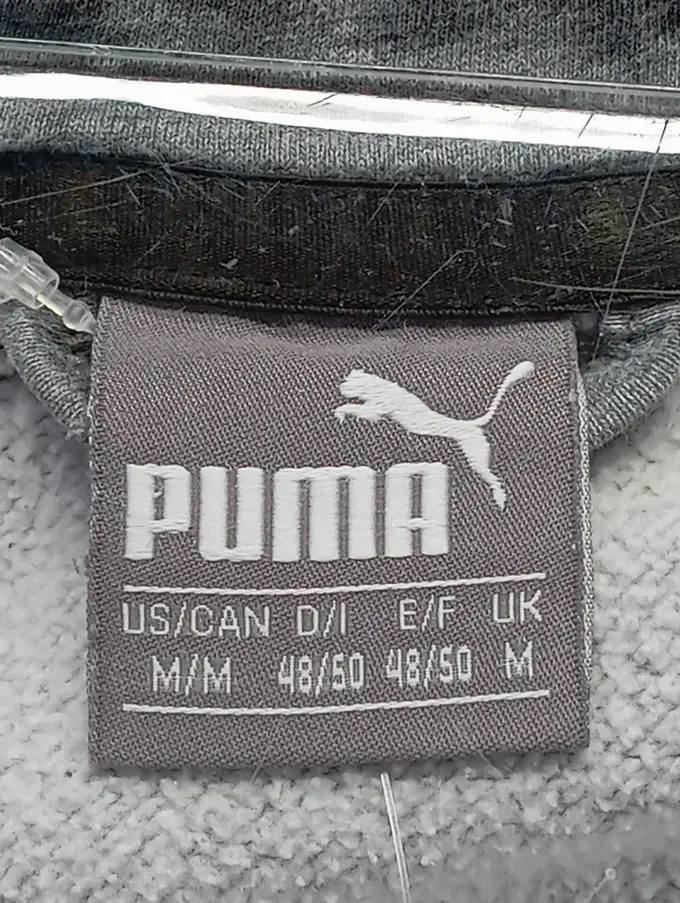 PUMA
US/CAN D/I E/F UK
M/M 48/50 48/50 M